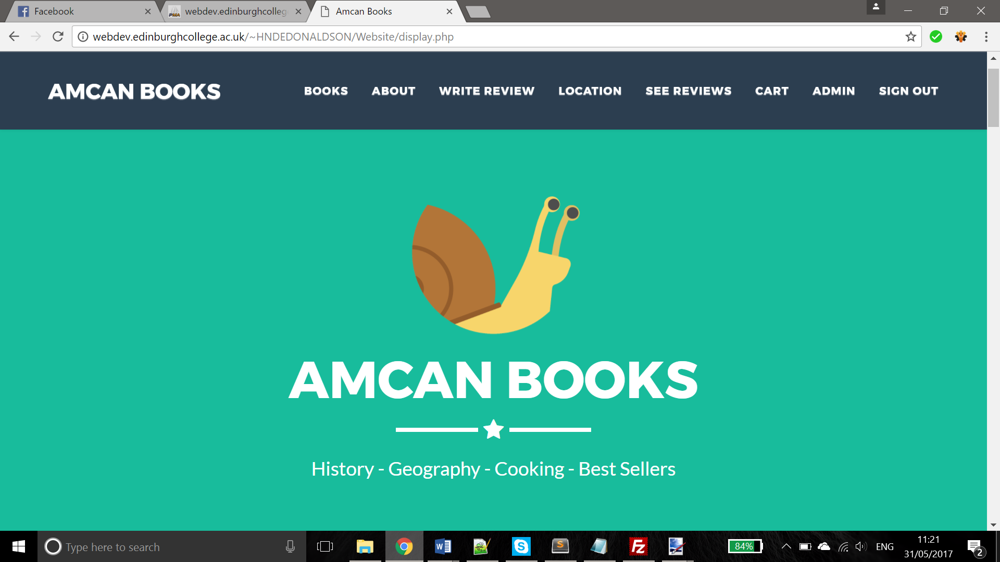 Facebook
webdev.edinburghcolleg
Amcan Books
webdev.edinburghcollege.ac.uk/~HNDEDONALDSON/Website/display.php
AMCAN BOOKS
BOOKS ABOUT WRITE REVIEW LOCATION SEE REVIEWS CART ADMIN SIGN OUT
AMCAN BOOKS
History - Geography - Cooking - Best Sellers
Type here to search
84%
ENG
11:21
31/05/2017
2